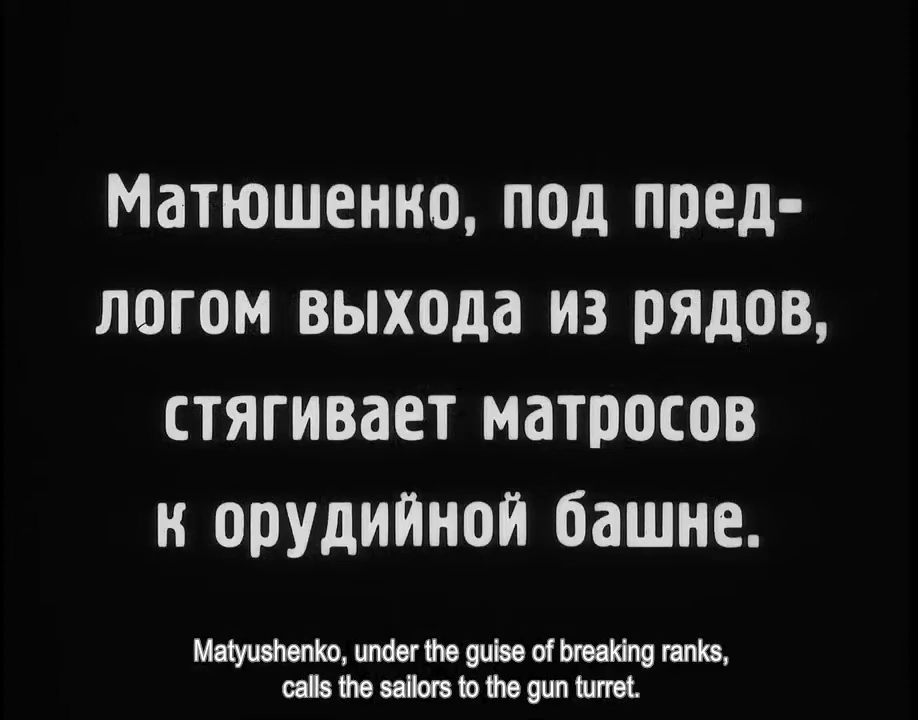 Матюшенко, под пред-
логом выхода из рядов,
стягивает матросов
к орудийной башне.
Matyushenko, under the guise of breaking ranks,
calls the sailors to the gun turret.